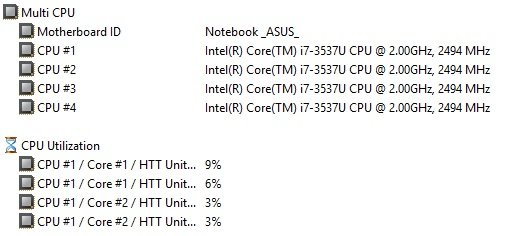 Multi CPU
Motherboard ID Notebook _ASUS_
CPU #1 Intel(R) Core(TM) i7-3537U CPU @ 2.00GHz, 2494 MHz
CPU #2 Intel(R) Core(TM) i7-3537U CPU @ 2.00GHz, 2494 MHz
CPU #3 Intel(R) Core(TM) i7-3537U CPU @ 2.00GHz, 2494 MHz
CPU #4 Intel(R) Core(TM) i7-3537U CPU @ 2.00GHz, 2494 MHz
CPU Utilization
CPU #1 / Core #1 / HTT Unit... 9%
CPU #1 / Core #1 / HTT Unit... 6%
CPU #1 / Core #2 / HTT Unit... 3%
CPU #1 / Core #2 / HTT Unit... 3%